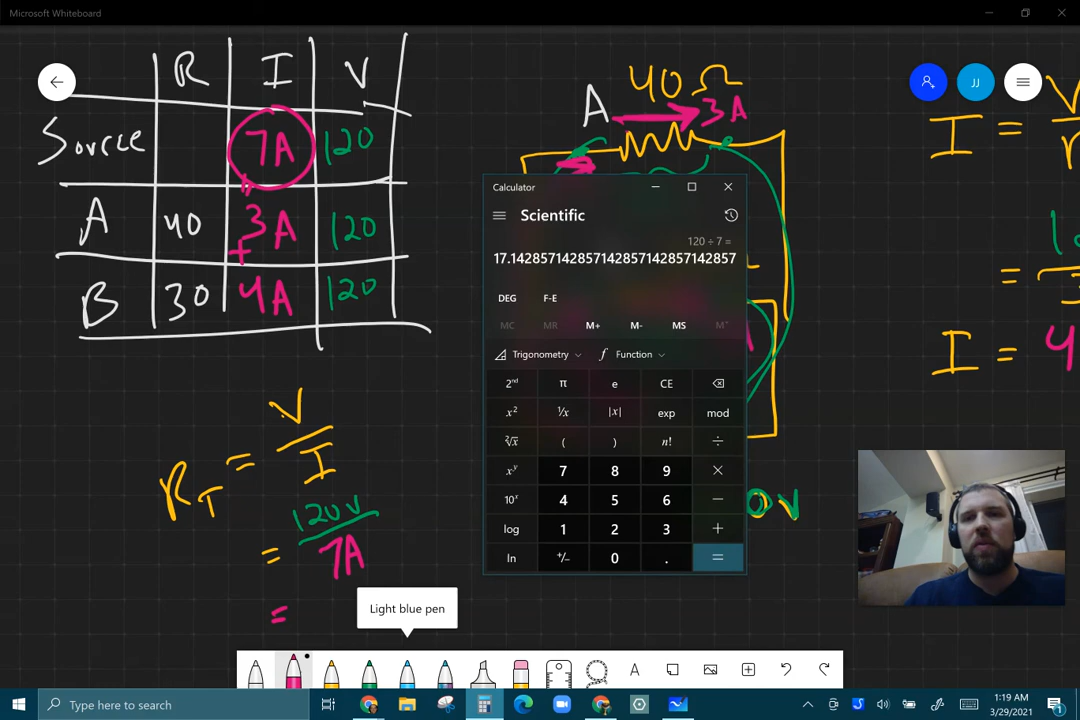 Microsoft Whiteboard
R I V
Source 7A 120
A 40 3A 120
+
B 30 4A 120
A 40 Ω
3A
JJ
I = V
= 
I = 4
RT = V
I
= 120V
7A
=
0V
Calculator
Scientific
120 ÷ 7 =
17.142857142857142857142857142857
DEG F-E
MC MR M+ M- MS M˅
Trigonometry f Function
2ⁿᵈ π e CE
x² ¹/x |x| exp mod
²√x ( ) n! ÷
xʸ 7 8 9 ×
10ˣ 4 5 6 −
log 1 2 3 +
ln +/− 0 . =
Light blue pen
A
Type here to search
1:19 AM
3/29/2021